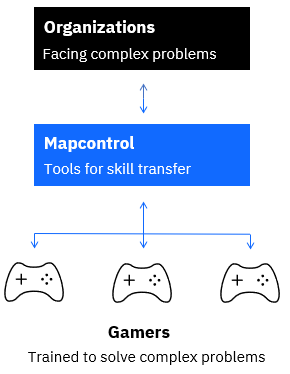 Organizations
Facing complex problems
Mapcontrol
Tools for skill transfer
Gamers
Trained to solve complex problems